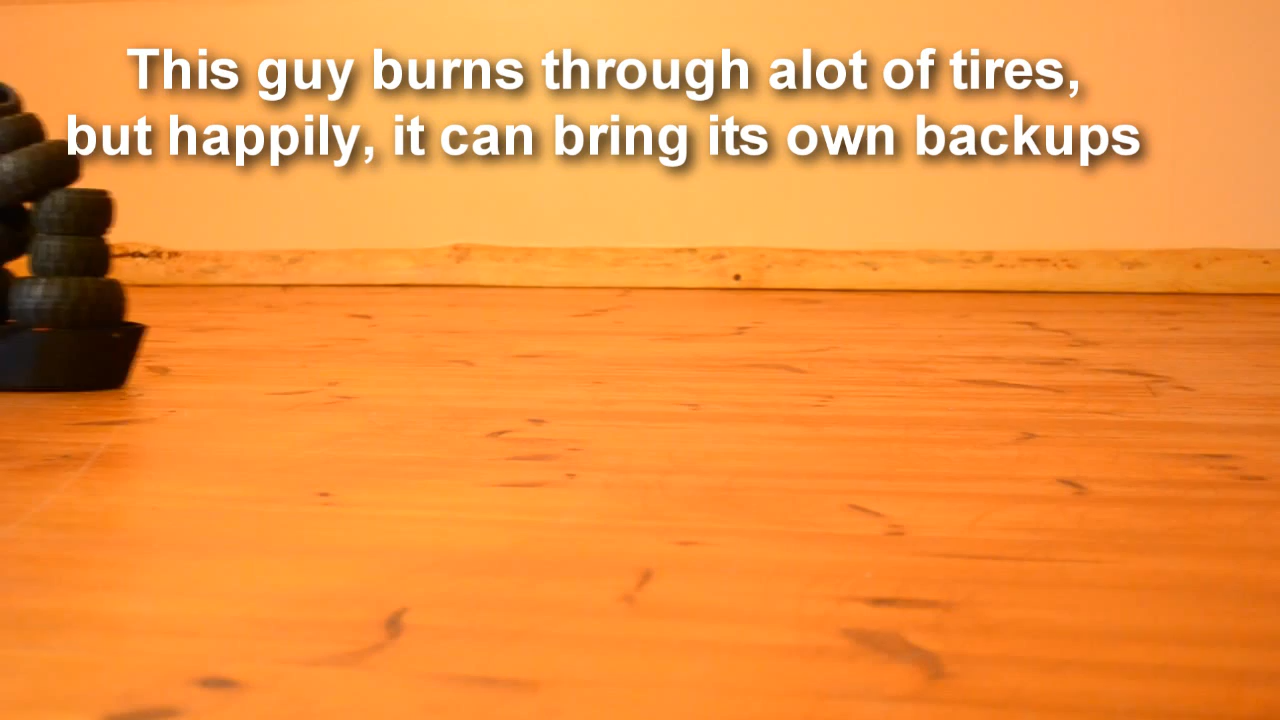 This guy burns through alot of tires,
but happily, it can bring its own backups